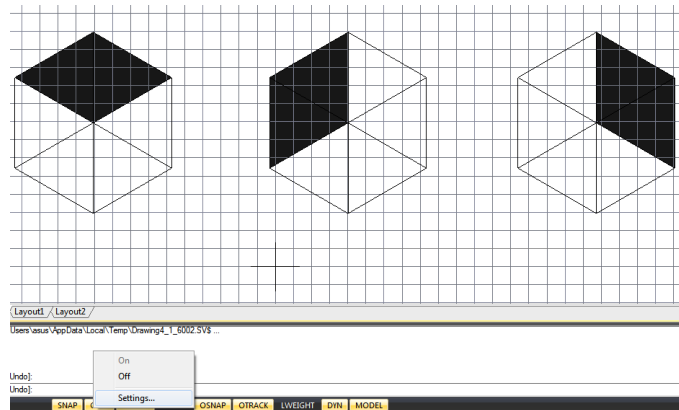 Layout1 / Layout2
Users\asus\AppData\Local\Temp\Drawing4_1_6002.SV$ ...
On
Undo]: Off
Undo]:
Settings...
SNAP OSNAP OTRACK LWEIGHT DYN MODEL